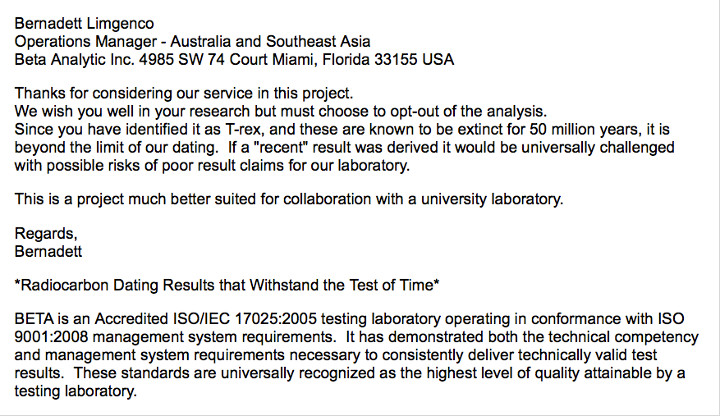 Bernadett Limgenco
Operations Manager - Australia and Southeast Asia
Beta Analytic Inc. 4985 SW 74 Court Miami, Florida 33155 USA
Thanks for considering our service in this project.
We wish you well in your research but must choose to opt-out of the analysis.
Since you have identified it as T-rex, and these are known to be extinct for 50 million years, it is
beyond the limit of our dating.  If a "recent" result was derived it would be universally challenged
with possible risks of poor result claims for our laboratory.
This is a project much better suited for collaboration with a university laboratory.
Regards,
Bernadett
*Radiocarbon Dating Results that Withstand the Test of Time*
BETA is an Accredited ISO/IEC 17025:2005 testing laboratory operating in conformance with ISO
9001:2008 management system requirements.  It has demonstrated both the technical competency
and management system requirements necessary to consistently deliver technically valid test
results.  These standards are universally recognized as the highest level of quality attainable by a
testing laboratory.